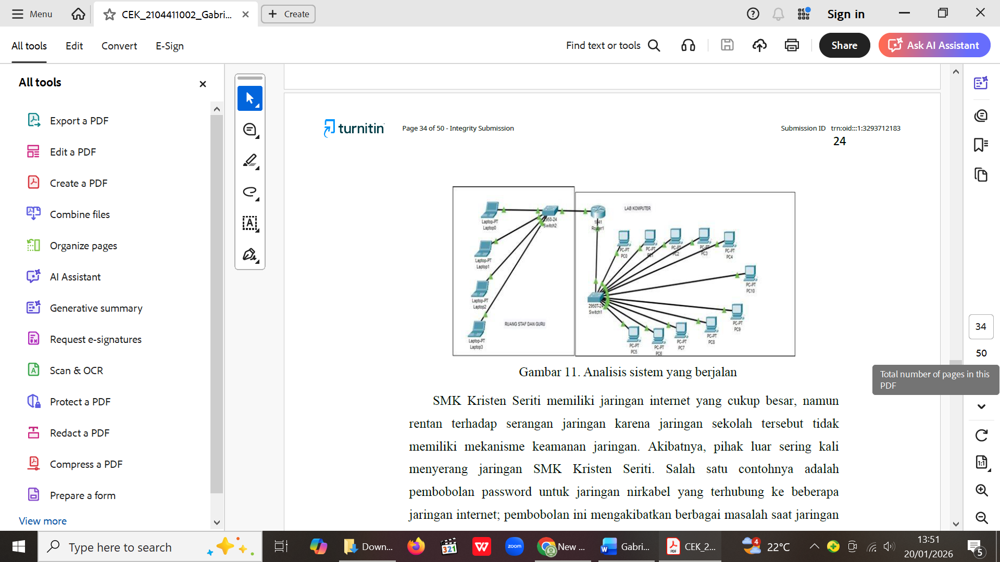 Menu
CEK_2104411002_Gabri...
Create
Sign in
All tools
Edit
Convert
E-Sign
Find text or tools
Share
Ask AI Assistant
All tools
Export a PDF
Edit a PDF
Create a PDF
Combine files
Organize pages
AI Assistant
Generative summary
Request e-signatures
Scan & OCR
Protect a PDF
Redact a PDF
Compress a PDF
Prepare a form
View more
turnitin
Page 34 of 50 - Integrity Submission
Submission ID trn:oid:::1:3293712183
24
Laptop-PT
Laptop0
2950-24
Switch2
1841
Router1
LAB KOMPUTER
Laptop-PT
Laptop1
Laptop-PT
Laptop2
Laptop-PT
Laptop3
RUANG STAF DAN GURU
PC-PT
PC0
PC-PT
PC1
PC-PT
PC2
PC-PT
PC3
PC-PT
PC4
PC-PT
PC10
2950T-24
Switch1
PC-PT
PC9
PC-PT
PC8
PC-PT
PC7
PC-PT
PC6
PC-PT
PC5
Gambar 11. Analisis sistem yang berjalan
SMK Kristen Seriti memiliki jaringan internet yang cukup besar, namun
rentan terhadap serangan jaringan karena jaringan sekolah tersebut tidak
memiliki mekanisme keamanan jaringan. Akibatnya, pihak luar sering kali
menyerang jaringan SMK Kristen Seriti. Salah satu contohnya adalah
pembobolan password untuk jaringan nirkabel yang terhubung ke beberapa
jaringan internet; pembobolan ini mengakibatkan berbagai masalah saat jaringan
34
50
Total number of pages in this
PDF
1:1
Type here to search
Down...
321
zoom
New ...
Gabri...
PDF
CEK_2...
4
22°C
13:51
20/01/2026
5